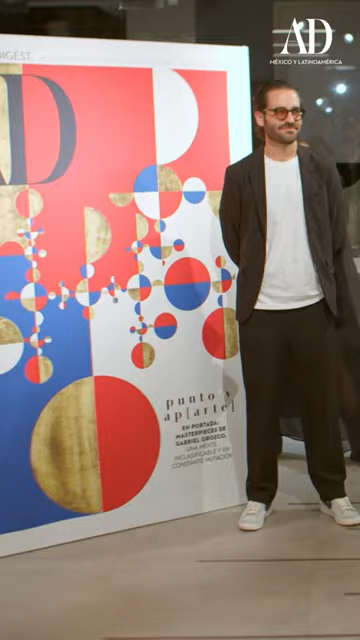 AD
MÉXICO Y LATINOAMÉRICA
DIGEST.
AD
punto y
ap[arte]
EN PORTADA:
MASTERPIECES DE
GABRIEL OROZCO.
UNA MENTE
INCLASIFICABLE Y EN
CONSTANTE MUTACIÓN